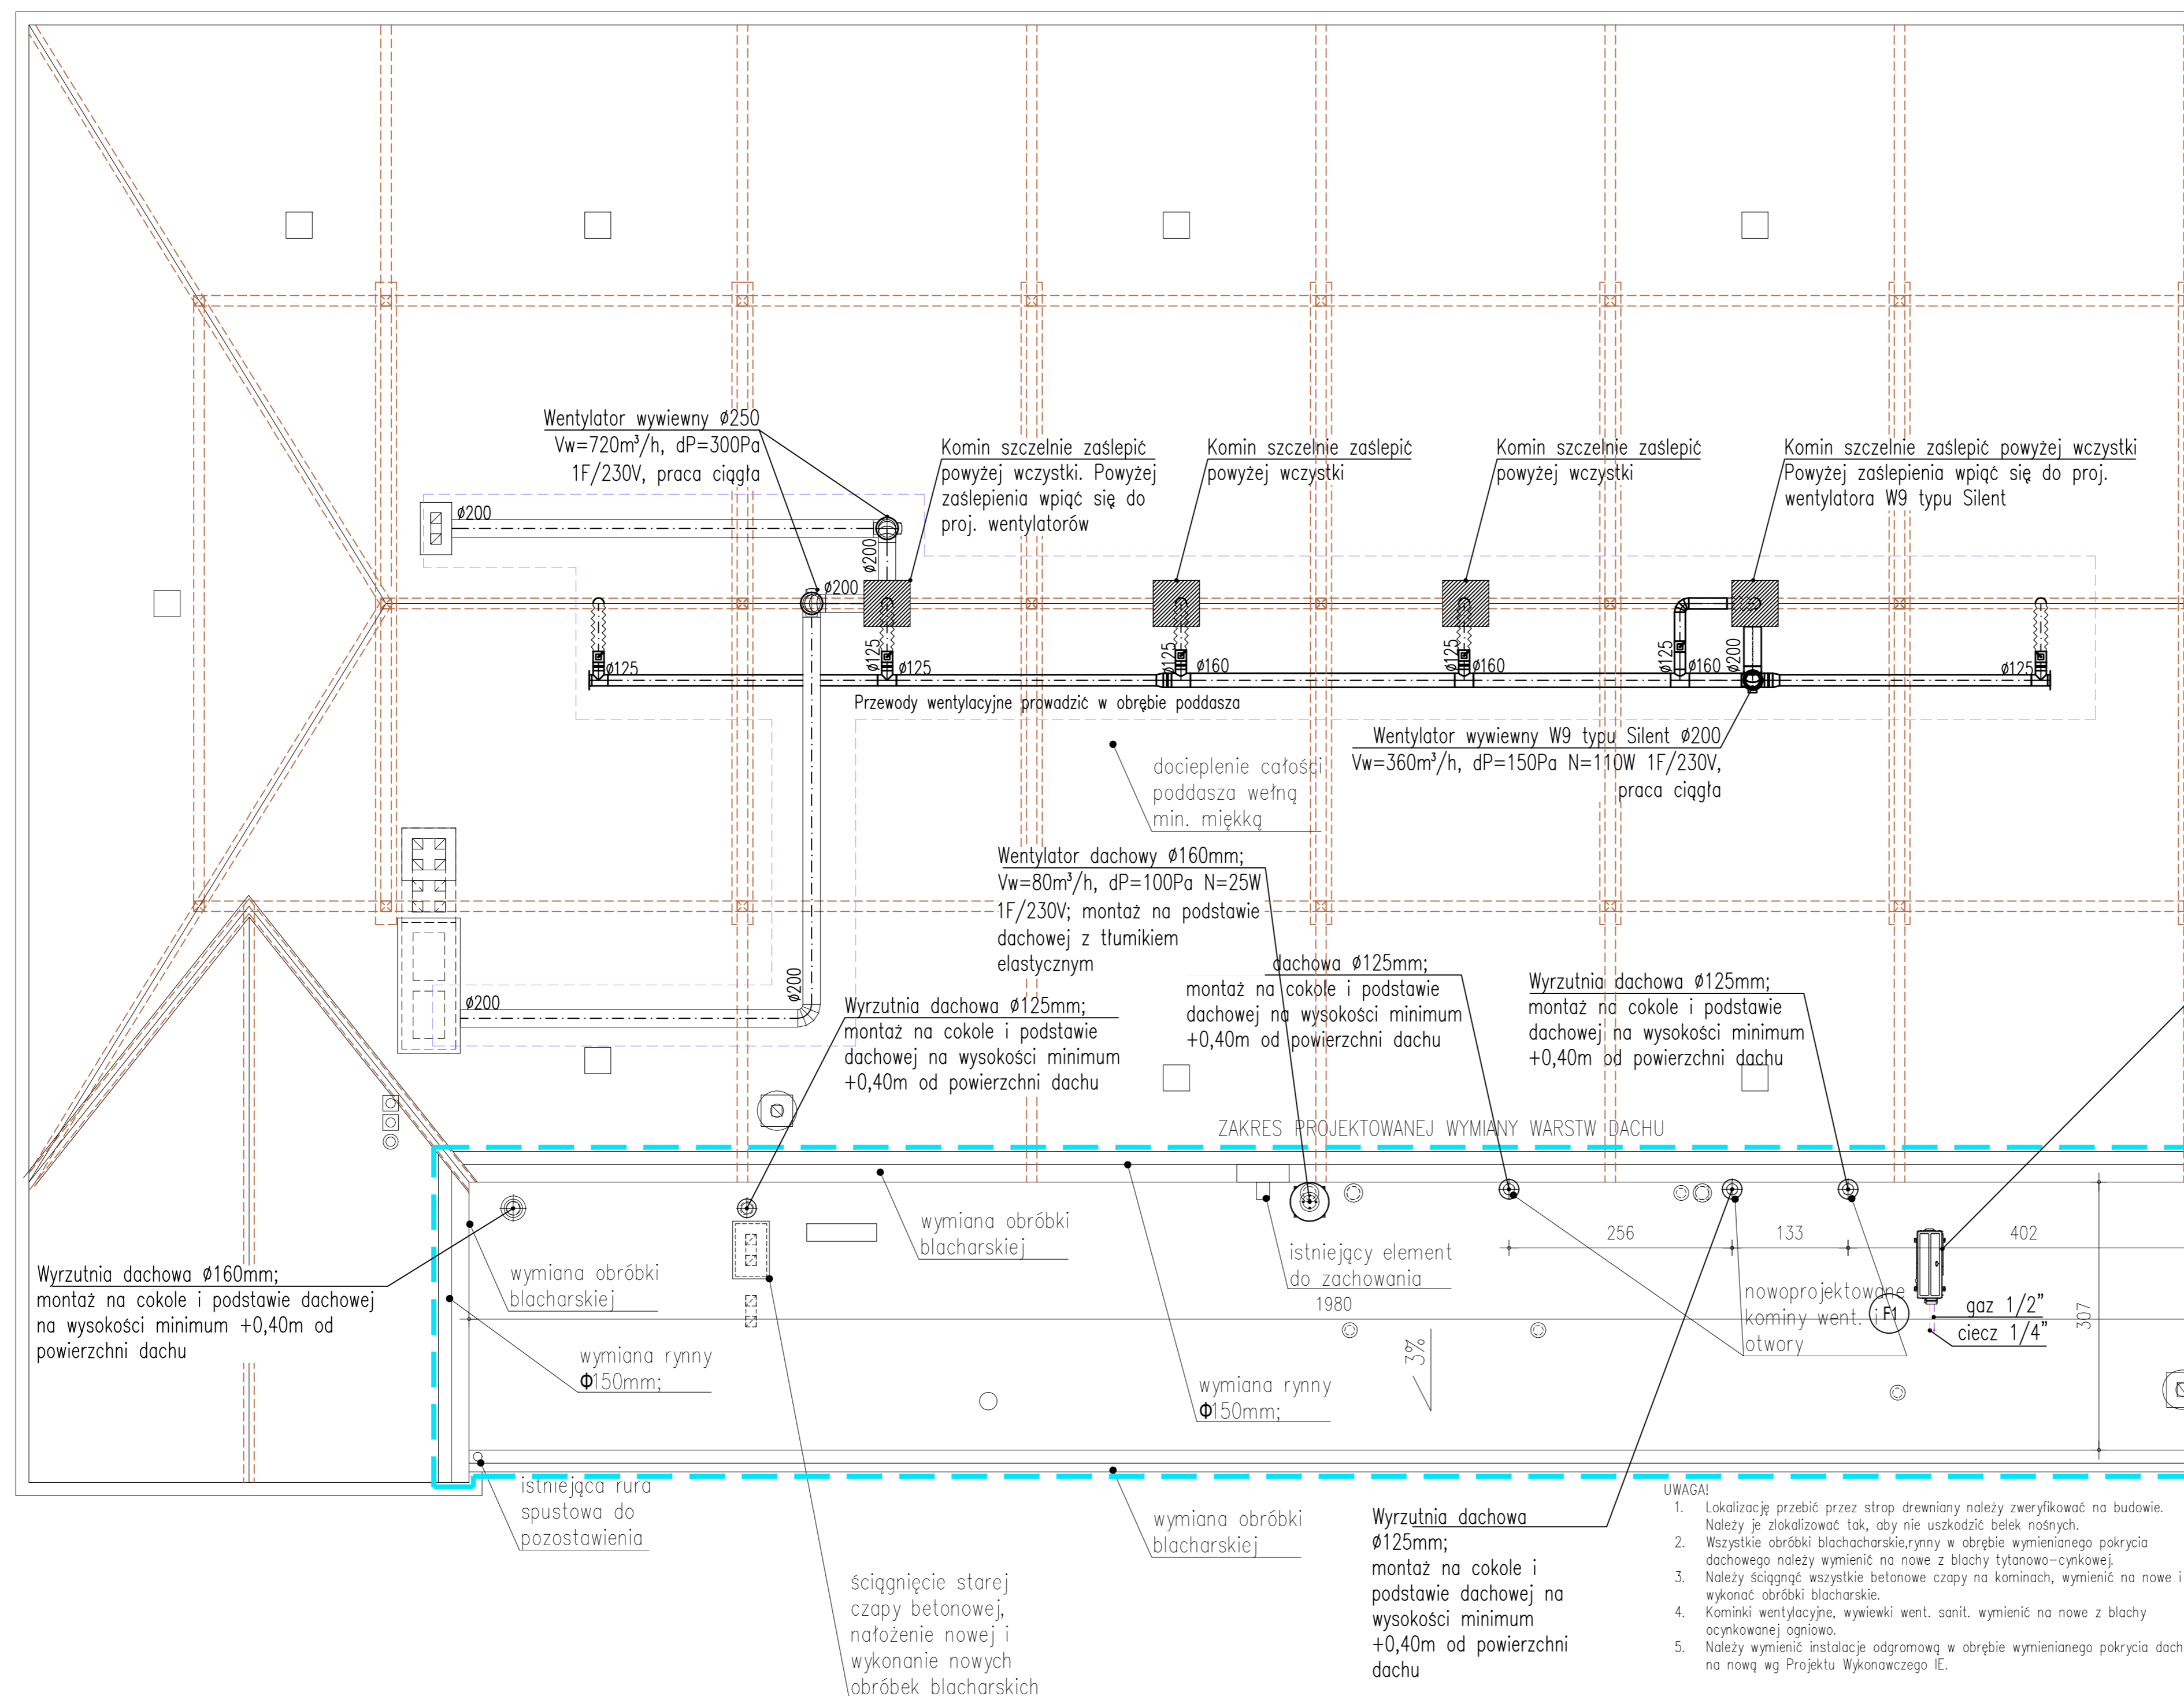 Wentylator wywiewny ø250
Vw=720m³/h, dP=300Pa
1F/230V, praca ciągła
Komin szczelnie zaślepić
powyżej wczystki. Powyżej
zaślepienia wpiąć się do
proj. wentylatorów
Komin szczelnie zaślepić
powyżej wczystki
Komin szczelnie zaślepić
powyżej wczystki
Komin szczelnie zaślepić powyżej wczystki
Powyżej zaślepienia wpiąć się do proj.
wentylatora W9 typu Silent
ø200
ø200
ø200
ø125
ø125
ø125
ø125
ø160
ø125
ø160
ø125
ø160
ø200
ø125
Przewody wentylacyjne prowadzić w obrębie poddasza
Wentylator wywiewny W9 typu Silent ø200
Vw=360m³/h, dP=150Pa N=110W 1F/230V,
praca ciągła
docieplenie całości
poddasza wełną
min. miękką
Wentylator dachowy ø160mm;
Vw=80m³/h, dP=100Pa N=25W
1F/230V; montaż na podstawie
dachowej z tłumikiem
elastycznym
dachowa ø125mm;
montaż na cokole i podstawie
dachowej na wysokości minimum
+0,40m od powierzchni dachu
Wyrzutnia dachowa ø125mm;
montaż na cokole i podstawie
dachowej na wysokości minimum
+0,40m od powierzchni dachu
ø200
ø200
Wyrzutnia dachowa ø125mm;
montaż na cokole i podstawie
dachowej na wysokości minimum
+0,40m od powierzchni dachu
ZAKRES PROJEKTOWANEJ WYMIANY WARSTW DACHU
wymiana obróbki
blacharskiej
istniejący element
do zachowania
256
133
402
Wyrzutnia dachowa ø160mm;
montaż na cokole i podstawie dachowej
na wysokości minimum +0,40m od
powierzchni dachu
wymiana obróbki
blacharskiej
1980
nowoprojektowane
kominy went. i
otwory
F1
gaz 1/2"
ciecz 1/4"
307
wymiana rynny
Φ150mm;
wymiana rynny
Φ150mm;
3%
istniejąca rura
spustowa do
pozostawienia
wymiana obróbki
blacharskiej
Wyrzutnia dachowa
ø125mm;
montaż na cokole i
podstawie dachowej na
wysokości minimum
+0,40m od powierzchni
dachu
ściągnięcie starej
czapy betonowej,
nałożenie nowej i
wykonanie nowych
obróbek blacharskich
UWAGA!
1. Lokalizację przebić przez strop drewniany należy zweryfikować na budowie.
Należy je zlokalizować tak, aby nie uszkodzić belek nośnych.
2. Wszystkie obróbki blachacharskie,rynny w obrębie wymienianego pokrycia
dachowego należy wymienić na nowe z blachy tytanowo-cynkowej.
3. Należy ściągnąć wszystkie betonowe czapy na kominach, wymienić na nowe i
wykonać obróbki blacharskie.
4. Kominki wentylacyjne, wywiewki went. sanit. wymienić na nowe z blachy
ocynkowanej ogniowo.
5. Należy wymienić instalacje odgromową w obrębie wymienianego pokrycia dach
na nową wg Projektu Wykonawczego IE.